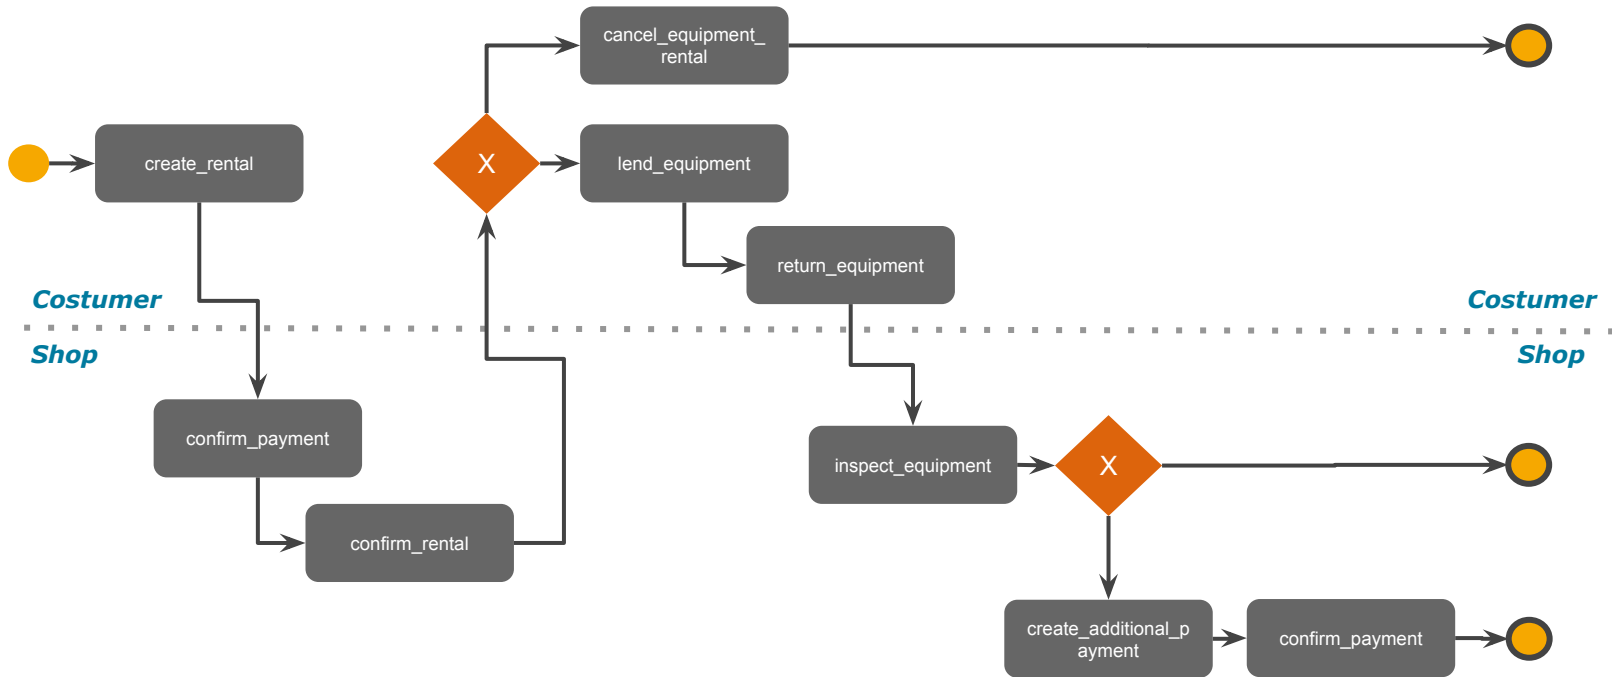 cancel_equipment_
rental
create_rental
X
lend_equipment
return_equipment
Costumer
Costumer
Shop
Shop
confirm_payment
inspect_equipment
X
confirm_rental
create_additional_p
ayment
confirm_payment